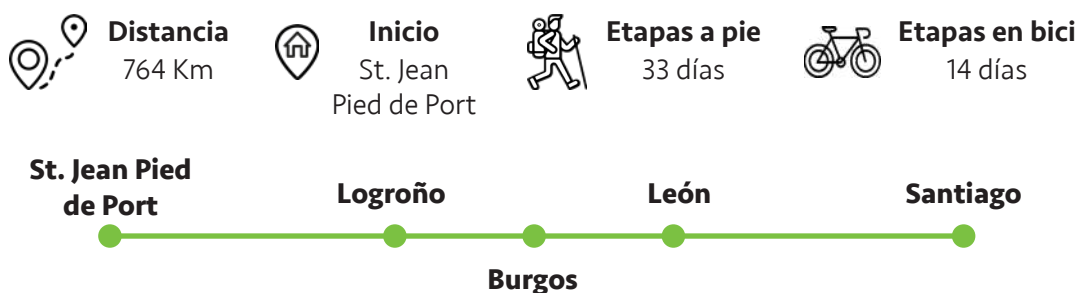 Distancia
764 Km
Inicio
St. Jean
Pied de Port
Etapas a pie
33 días
Etapas en bici
14 días
St. Jean Pied
de Port
Logroño
Burgos
León
Santiago